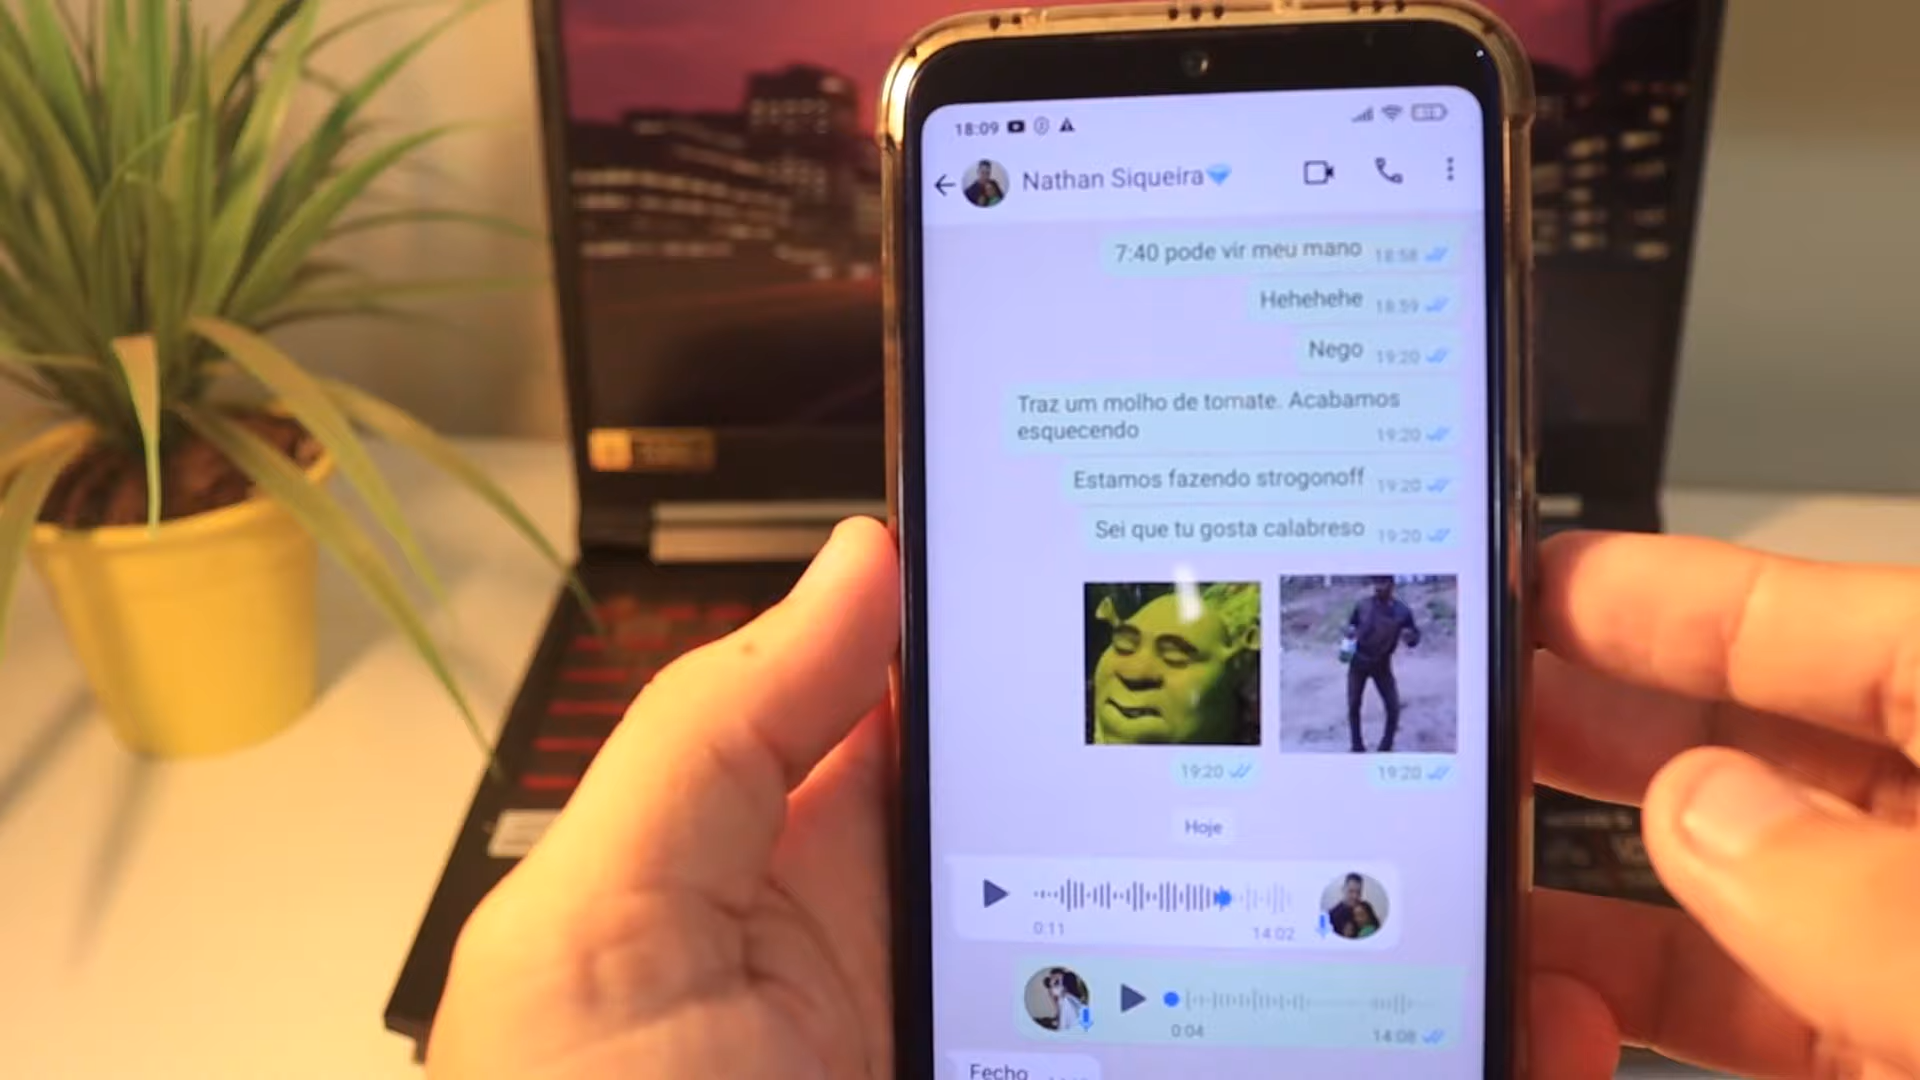 18:09
Nathan Siqueira💎
7:40 pode vir meu mano 18:58
Hehehehe 18:59
Nego 19:20
Traz um molho de tomate. Acabamos
esquecendo 19:20
Estamos fazendo strogonoff 19:20
Sei que tu gosta calabreso 19:20
19:20 19:20
Hoje
0:11 14:02
0:04 14:08
Fecho